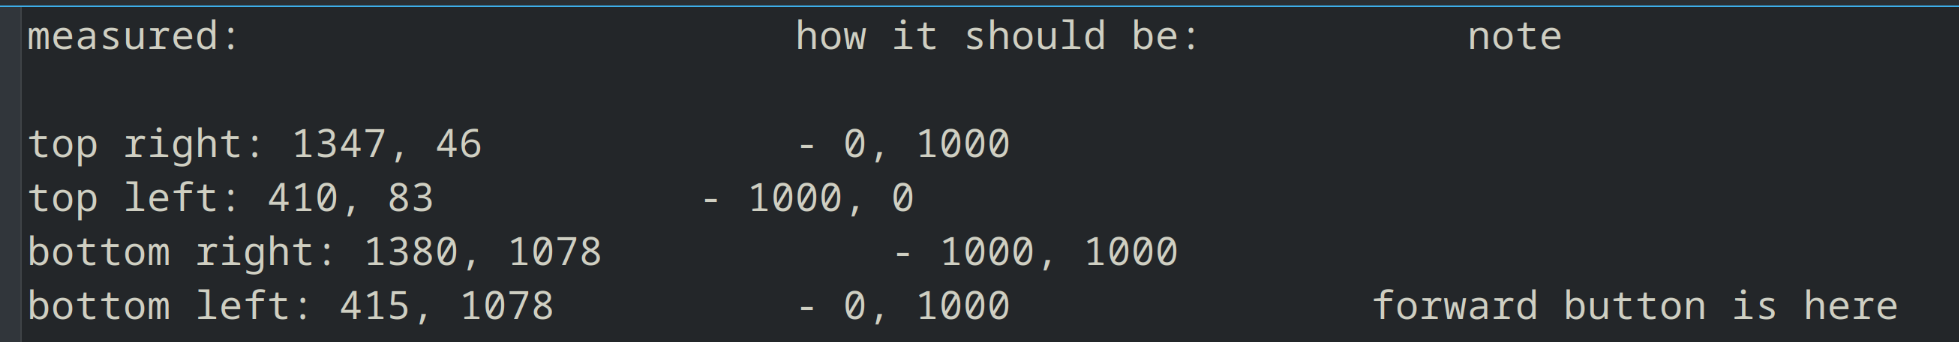 measured: how it should be: note
top right: 1347, 46 - 0, 1000
top left: 410, 83 - 1000, 0
bottom right: 1380, 1078 - 1000, 1000
bottom left: 415, 1078 - 0, 1000 forward button is here